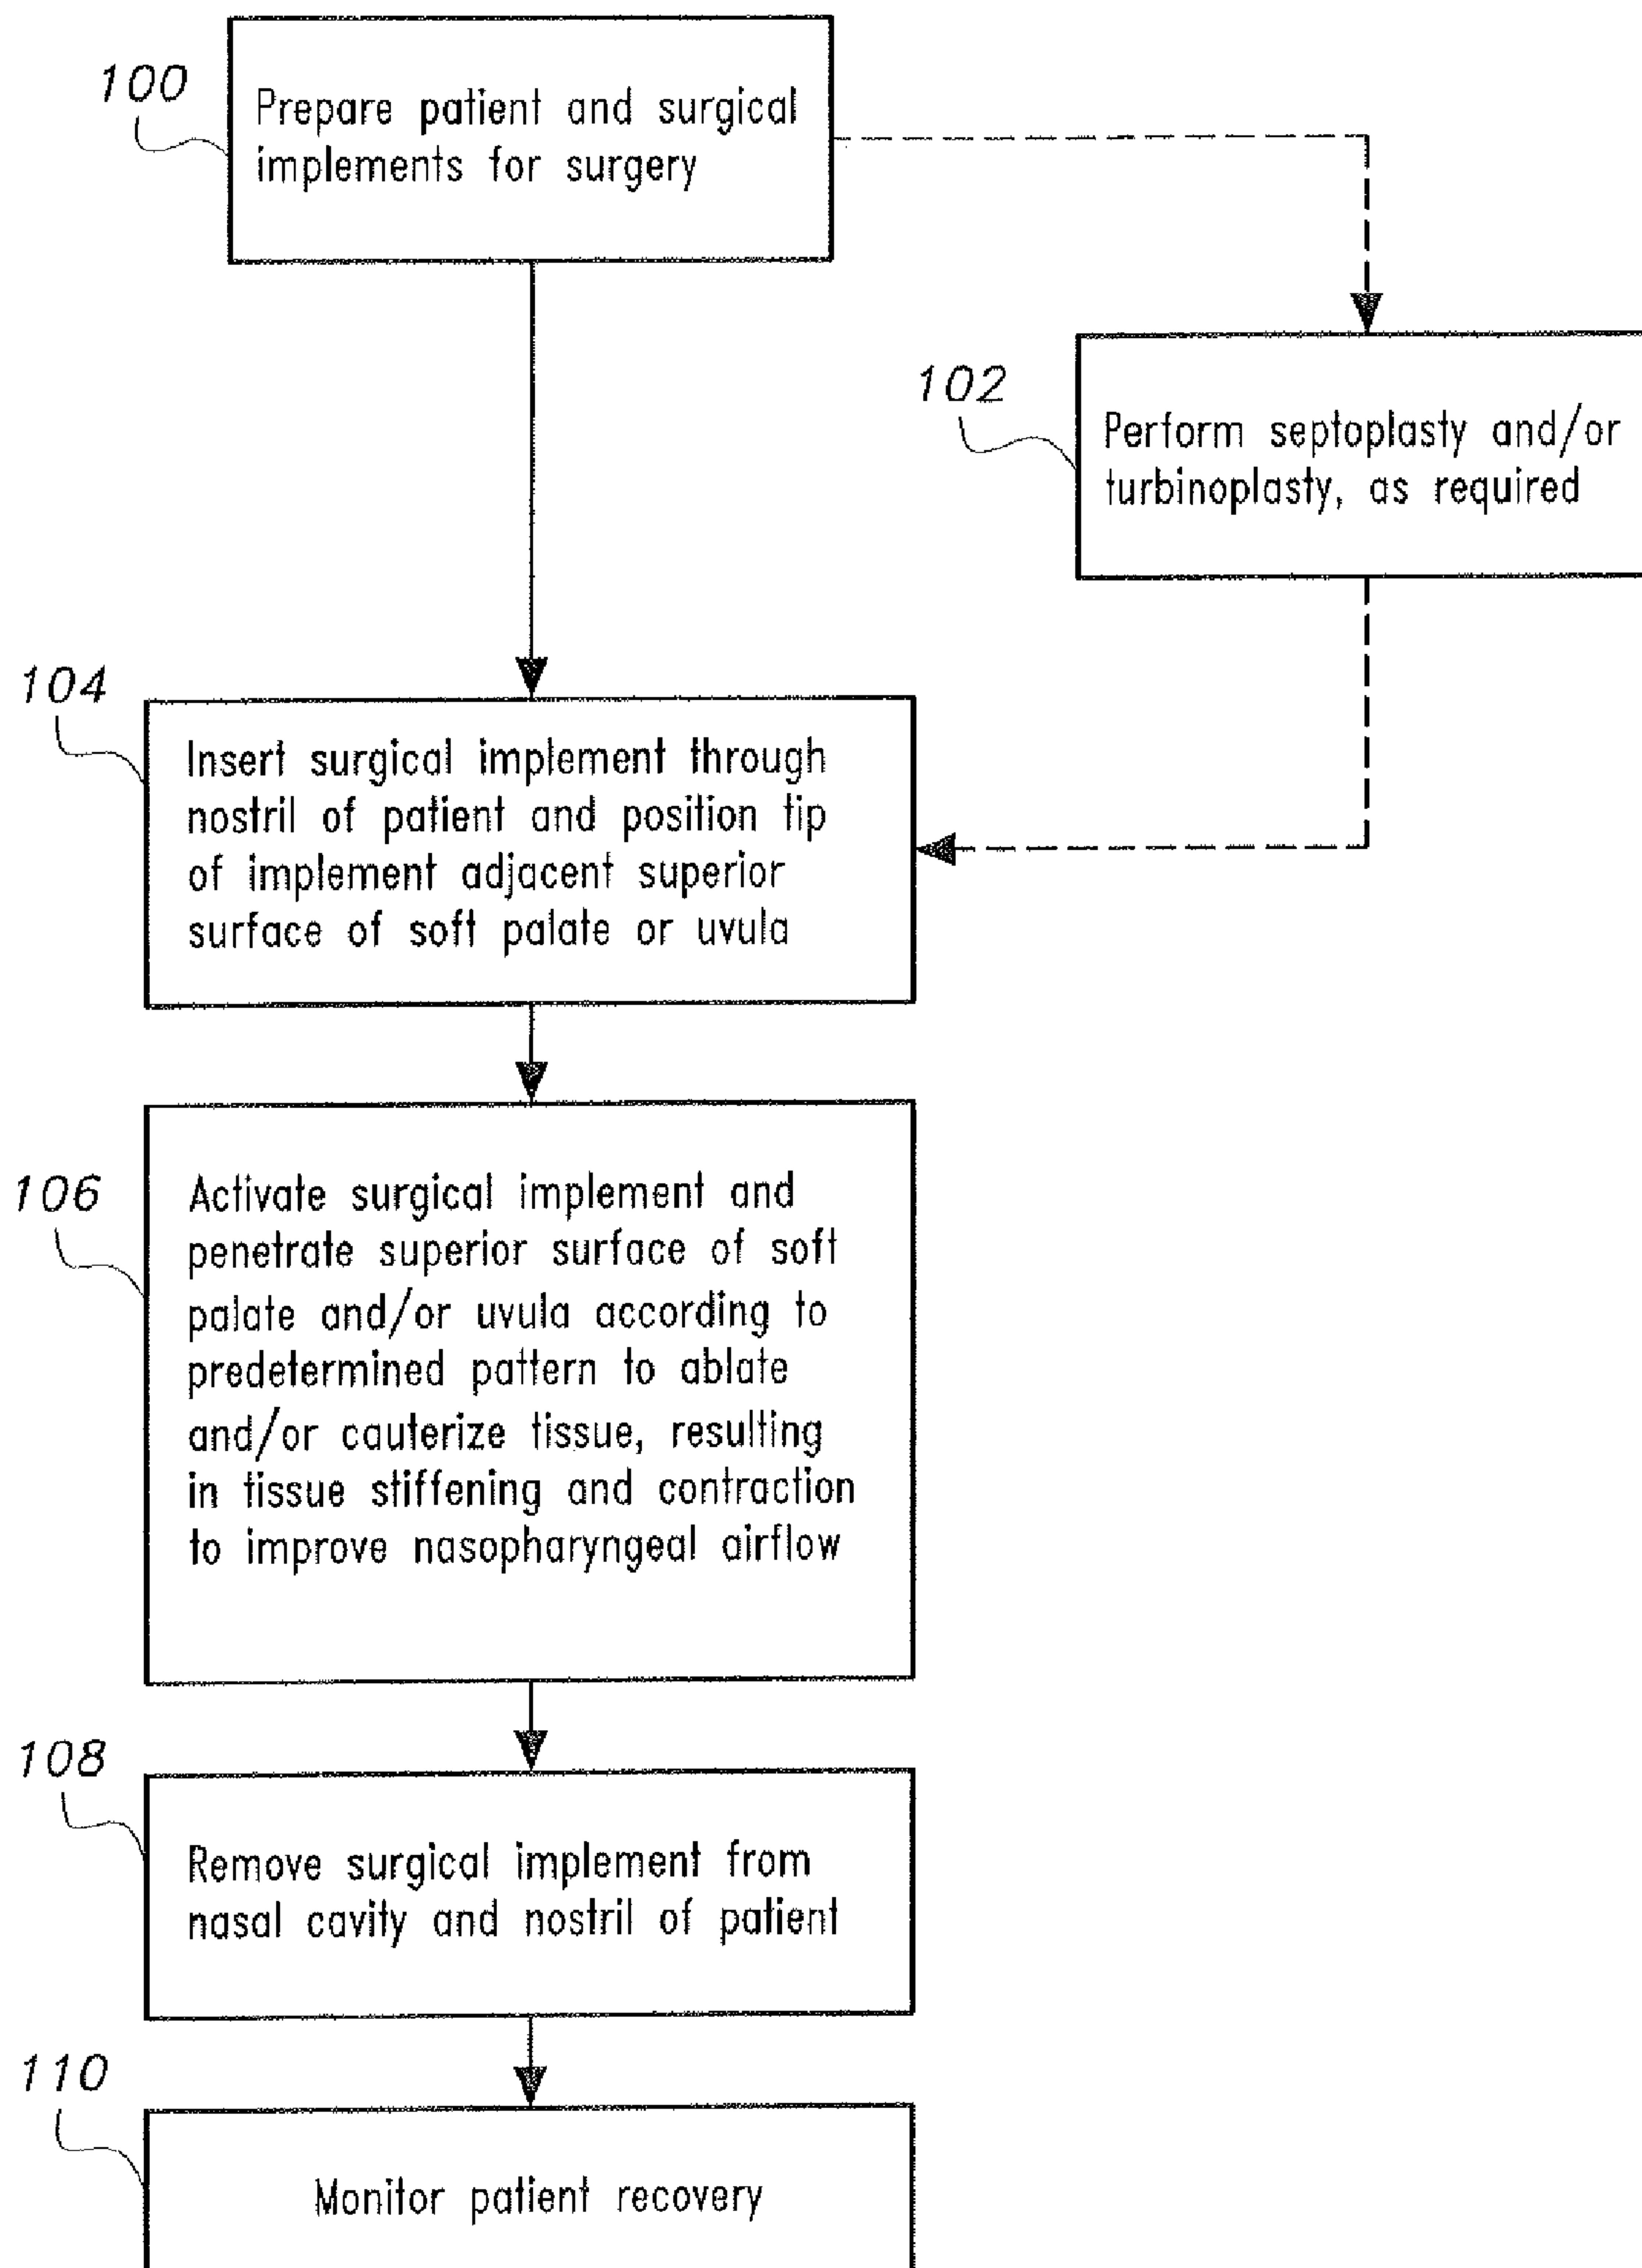 100
Prepare patient and surgical
implements for surgery
102
Perform septoplasty and/or
turbinoplasty, as required
104
Insert surgical implement through
nostril of patient and position tip
of implement adjacent superior
surface of soft palate or uvula
106
Activate surgical implement and
penetrate superior surface of soft
palate and/or uvula according to
predetermined pattern to ablate
and/or cauterize tissue, resulting
in tissue stiffening and contraction
to improve nasopharyngeal airflow
108
Remove surgical implement from
nasal cavity and nostril of patient
110
Monitor patient recovery